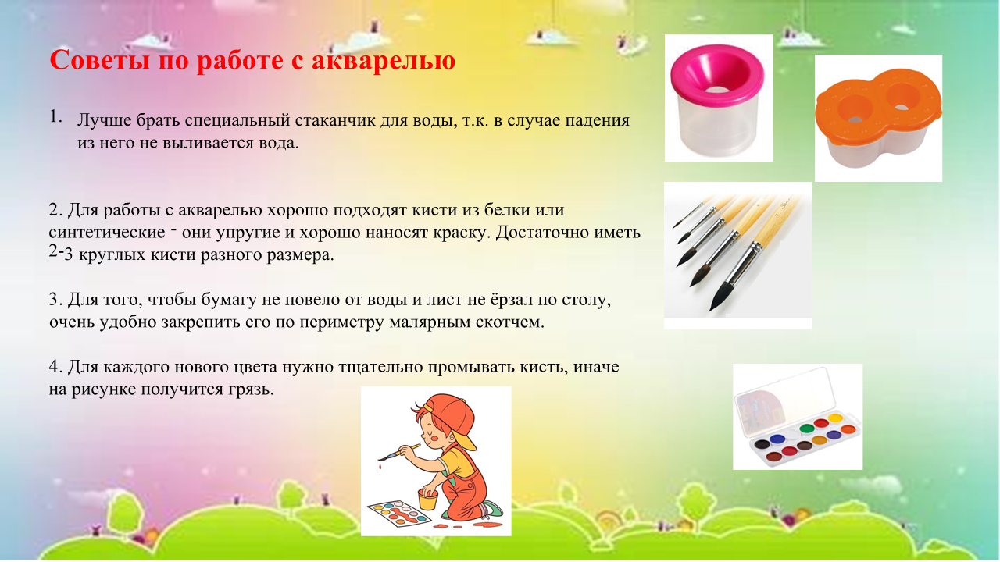 Советы по работе с акварелью
1. Лучше брать специальный стаканчик для воды, т.к. в случае падения
из него не выливается вода.
2. Для работы с акварелью хорошо подходят кисти из белки или
синтетические - они упругие и хорошо наносят краску. Достаточно иметь
2-3 круглых кисти разного размера.
3. Для того, чтобы бумагу не повело от воды и лист не ёрзал по столу,
очень удобно закрепить его по периметру малярным скотчем.
4. Для каждого нового цвета нужно тщательно промывать кисть, иначе
на рисунке получится грязь.